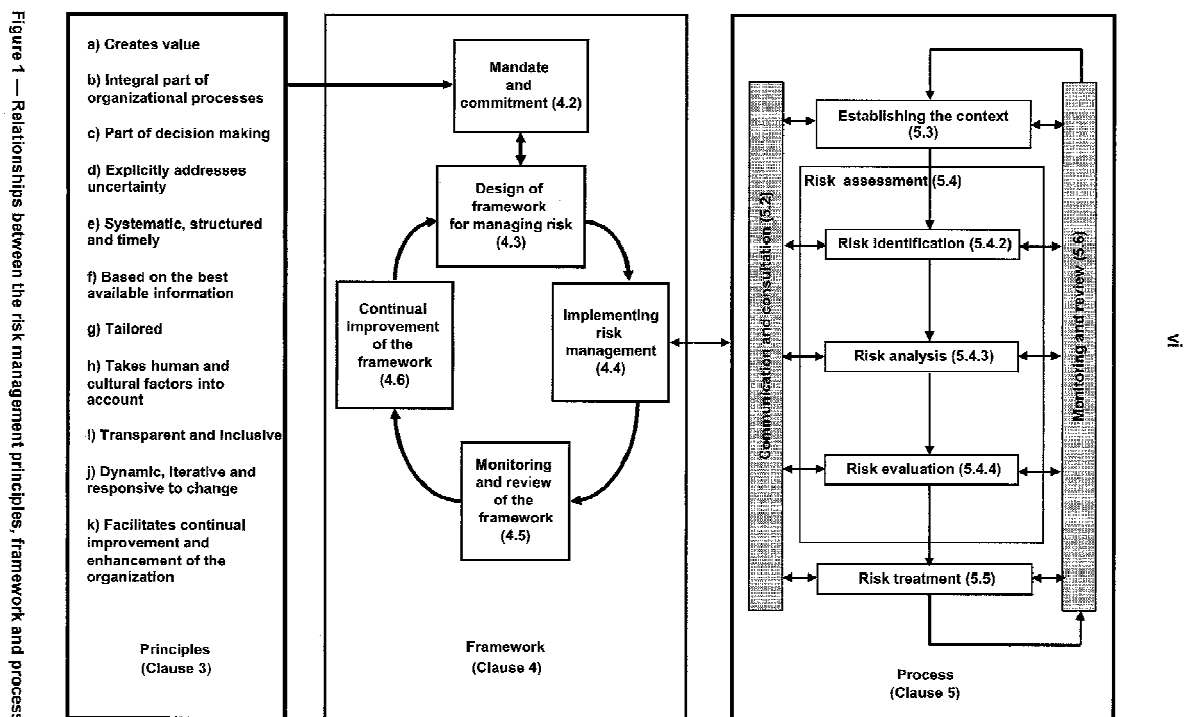 Figure 1 — Relationships between the risk management principles, framework and process
a) Creates value
b) Integral part of
organizational processes
c) Part of decision making
d) Explicitly addresses
uncertainty
e) Systematic, structured
and timely
f) Based on the best
available information
g) Tailored
h) Takes human and
cultural factors into
account
i) Transparent and inclusive
j) Dynamic, iterative and
responsive to change
k) Facilitates continual
improvement and
enhancement of the
organization
Principles
(Clause 3)
Mandate
and
commitment (4.2)
Design of
framework
for managing risk
(4.3)
Implementing
risk
management
(4.4)
Monitoring
and review
of the
framework
(4.5)
Continual
improvement
of the
framework
(4.6)
Framework
(Clause 4)
Communication and consultation (5.2)
Establishing the context
(5.3)
Risk assessment (5.4)
Risk identification (5.4.2)
Risk analysis (5.4.3)
Risk evaluation (5.4.4)
Risk treatment (5.5)
Monitoring and review (5.6)
Process
(Clause 5)
vi